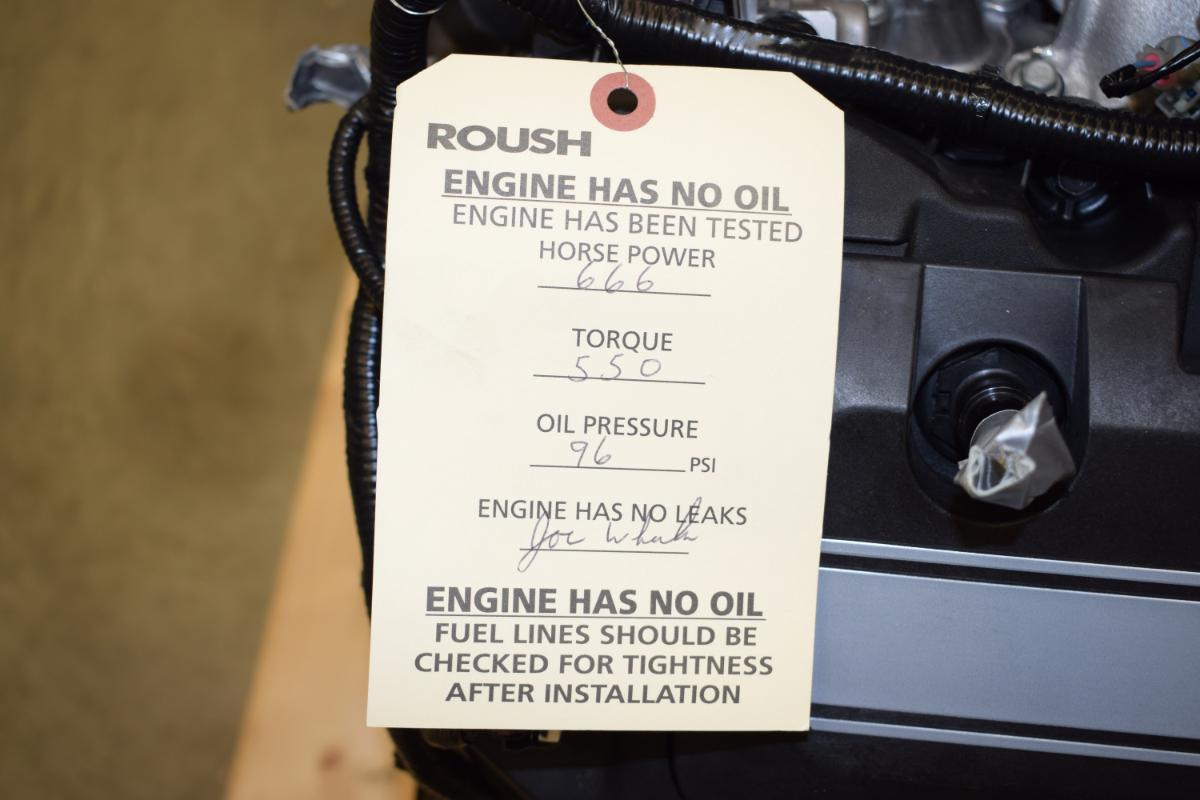 ROUSH
ENGINE HAS NO OIL
ENGINE HAS BEEN TESTED
HORSE POWER
666
TORQUE
550
OIL PRESSURE
96 PSI
ENGINE HAS NO LEAKS
Joe
ENGINE HAS NO OIL
FUEL LINES SHOULD BE
CHECKED FOR TIGHTNESS
AFTER INSTALLATION